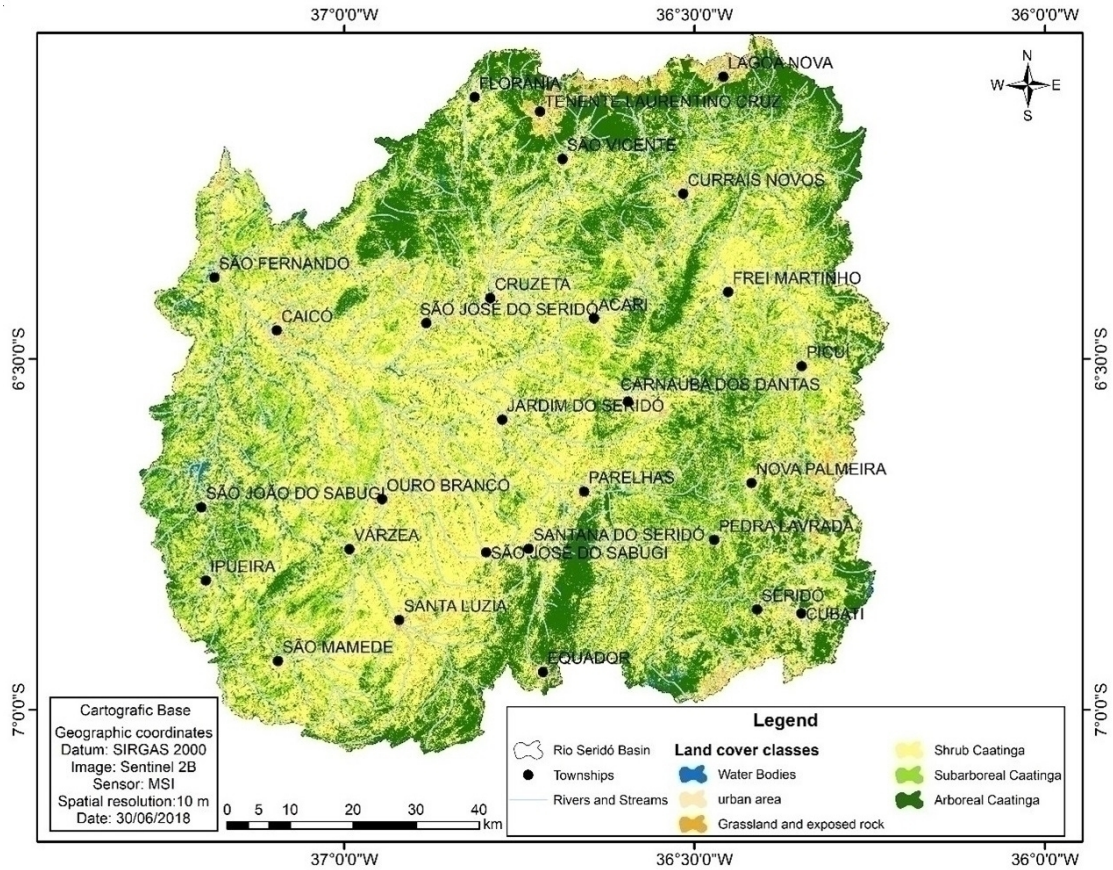 37°0'0"W 36°30'0"W 36°0'0"W
N
W E
S
LAGOA NOVA
FLORÂNIA
TENENTE LAURENTINO CRUZ
SÃO VICENTE
CURRAIS NOVOS
SÃO FERNANDO
CRUZETA
FREI MARTINHO
SÃO JOSÉ DO SERIDÓ
ACARI
CAICÓ
6°30'0"S 6°30'0"S
PICUÍ
CARNAÚBA DOS DANTAS
JARDIM DO SERIDÓ
NOVA PALMEIRA
PARELHAS
OURO BRANCO
SÃO JOÃO DO SABUGI
PEDRA LAVRADA
VÁRZEA
SANTANA DO SERIDÓ
SÃO JOSÉ DO SABUGI
IPUEIRA
SERIDÓ
CUBATI
SANTA LUZIA
SÃO MAMEDE
EQUADOR
7°0'0"S 7°0'0"S
Cartografic Base
Geographic coordinates
Datum: SIRGAS 2000
Image: Sentinel 2B
Sensor: MSI
Spatial resolution:10 m
Date: 30/06/2018
0 5 10 20 30 40
km
Legend
Rio Seridó Basin
Townships
Rivers and Streams
Land cover classes
Water Bodies
urban area
Grassland and exposed rock
Shrub Caatinga
Subarboreal Caatinga
Arboreal Caatinga
37°0'0"W 36°30'0"W 36°0'0"W